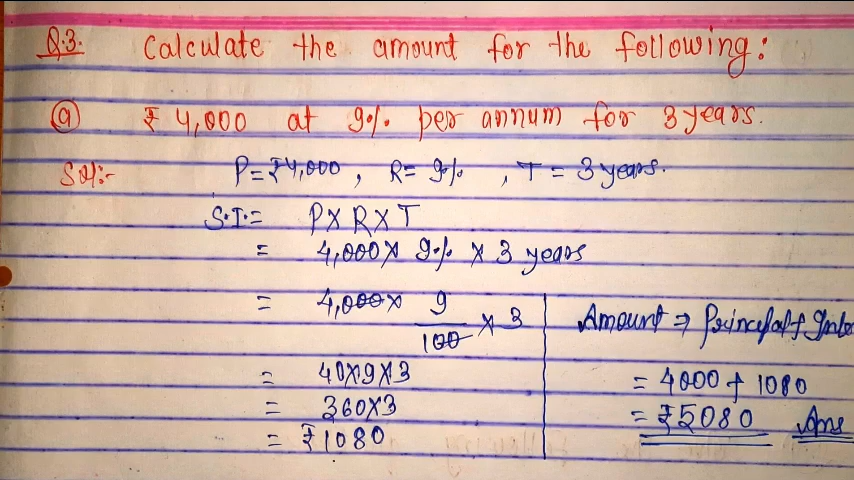 Q.3. Calculate the amount for the following:
(a) ₹ 4,000 at 9% per annum for 3 years.
Sol:- P=₹4,000, R= 9%, T = 3 years.
S.I.= P×R×T
= 4,000× 9% × 3 years
= 4,000× 9/100 × 3
= 40×9×3
= 360×3
= ₹1080
Amount ⇒ Principal+
= 4000 + 1080
= ₹5080 Ans